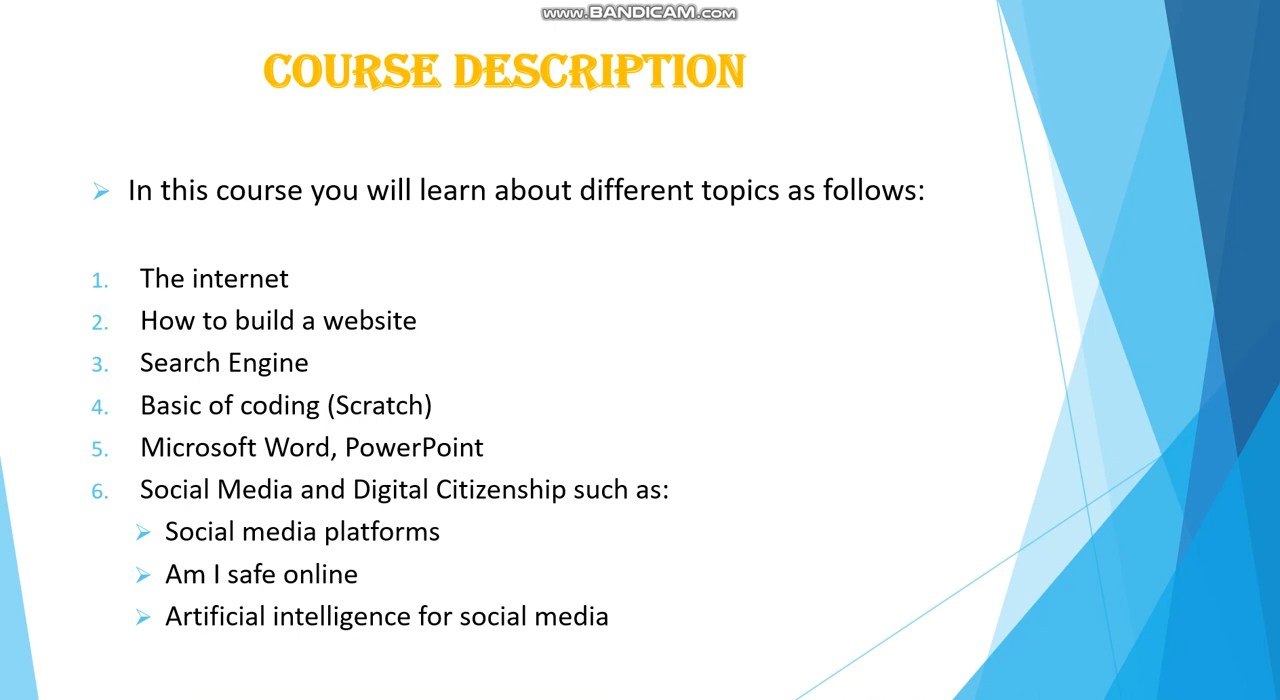 www.BANDICAM.com
COURSE DESCRIPTION
➢ In this course you will learn about different topics as follows:
1. The internet
2. How to build a website
3. Search Engine
4. Basic of coding (Scratch)
5. Microsoft Word, PowerPoint
6. Social Media and Digital Citizenship such as:
➢ Social media platforms
➢ Am I safe online
➢ Artificial intelligence for social media